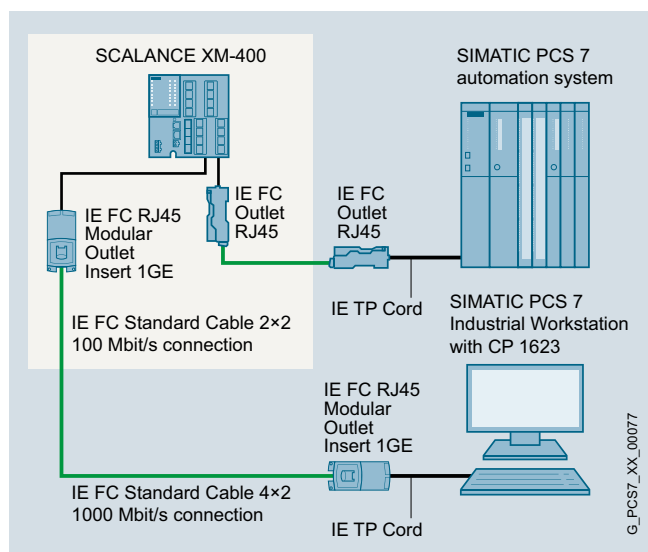 SCALANCE XM-400
SIMATIC PCS 7
automation system
IE FC RJ45
Modular
Outlet
Insert 1GE
IE FC
Outlet
RJ45
IE FC
Outlet
RJ45
IE TP Cord
IE FC Standard Cable 2×2
100 Mbit/s connection
SIMATIC PCS 7
Industrial Workstation
with CP 1623
IE FC RJ45
Modular
Outlet
Insert 1GE
IE FC Standard Cable 4×2
1000 Mbit/s connection
IE TP Cord
G_PCS7_XX_00077